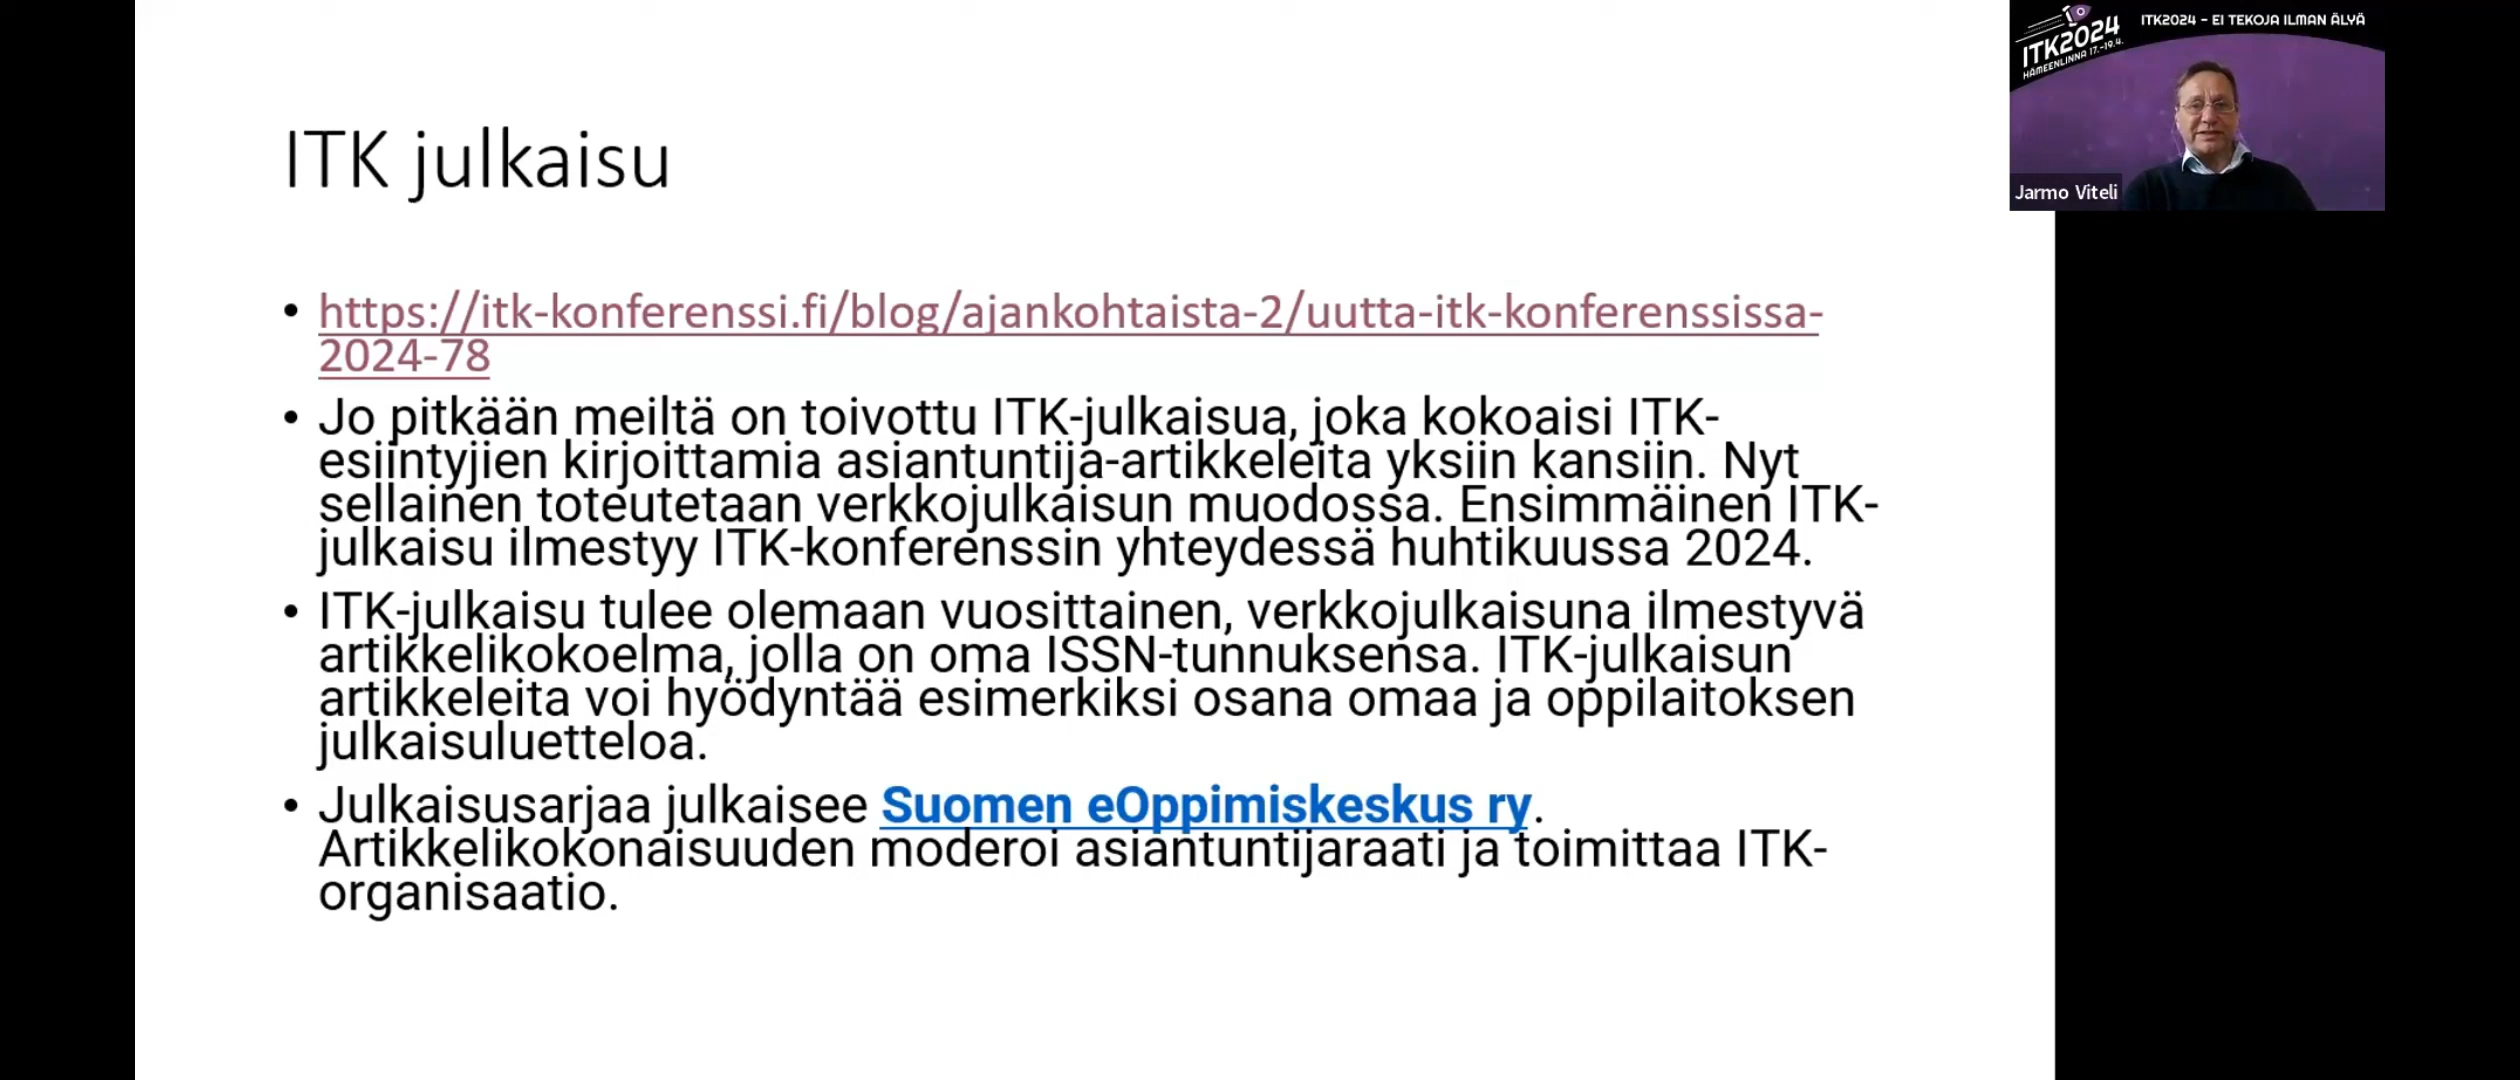 ITK julkaisu
• https://itk-konferenssi.fi/blog/ajankohtaista-2/uutta-itk-konferenssissa-
2024-78
• Jo pitkään meiltä on toivottu ITK-julkaisua, joka kokoaisi ITK-
esiintyjien kirjoittamia asiantuntija-artikkeleita yksiin kansiin. Nyt
sellainen toteutetaan verkkojulkaisun muodossa. Ensimmäinen ITK-
julkaisu ilmestyy ITK-konferenssin yhteydessä huhtikuussa 2024.
• ITK-julkaisu tulee olemaan vuosittainen, verkkojulkaisuna ilmestyvä
artikkelikokoelma, jolla on oma ISSN-tunnuksensa. ITK-julkaisun
artikkeleita voi hyödyntää esimerkiksi osana omaa ja oppilaitoksen
julkaisuluetteloa.
• Julkaisusarjaa julkaisee Suomen eOppimiskeskus ry.
Artikkelikokonaisuuden moderoi asiantuntijaraati ja toimittaa ITK-
organisaatio.
ITK2024 - EI TEKOJA ILMAN ÄLYÄ
ITK2024
HÄMEENLINNA 17.-19.4.
Jarmo Viteli